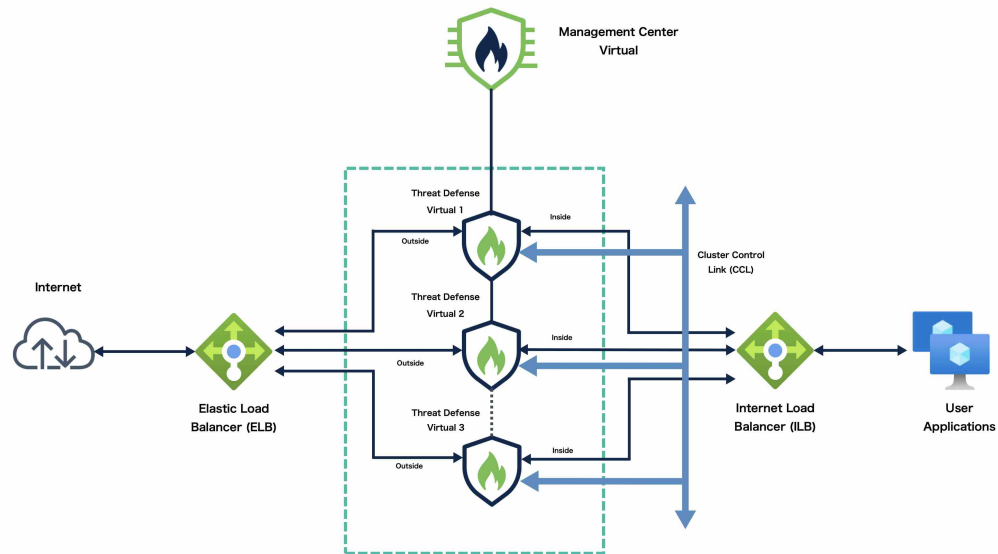 Management Center
Virtual
Threat Defense
Virtual 1
Inside
Outside
Cluster Control
Link (CCL)
Internet
Threat Defense
Virtual 2
Inside
Outside
Elastic Load
Balancer (ELB)
Threat Defense
Virtual 3
Inside
Outside
Internet Load
Balancer (ILB)
User
Applications